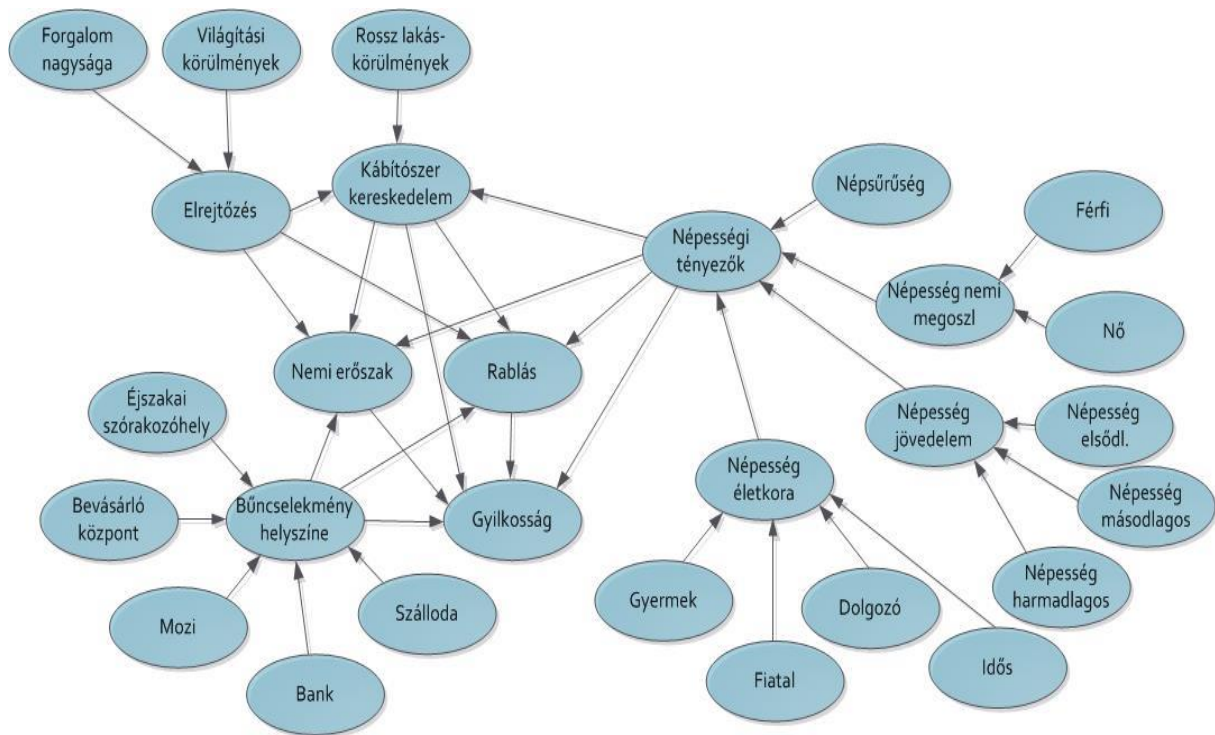 Forgalom
nagysága
Világítási
körülmények
Rossz lakás-
körülmények
Elrejtőzés
Kábítószer
kereskedelem
Népsűrűség
Népességi
tényezők
Férfi
Népesség nemi
megoszl
Nő
Nemi erőszak
Rablás
Éjszakai
szórakozóhely
Népesség
jövedelem
Népesség
elsődl.
Népesség
életkora
Népesség
másodlagos
Bevásárló
központ
Bűncselekmény
helyszíne
Gyilkosság
Népesség
harmadlagos
Mozi
Szálloda
Gyermek
Dolgozó
Bank
Fiatal
Idős